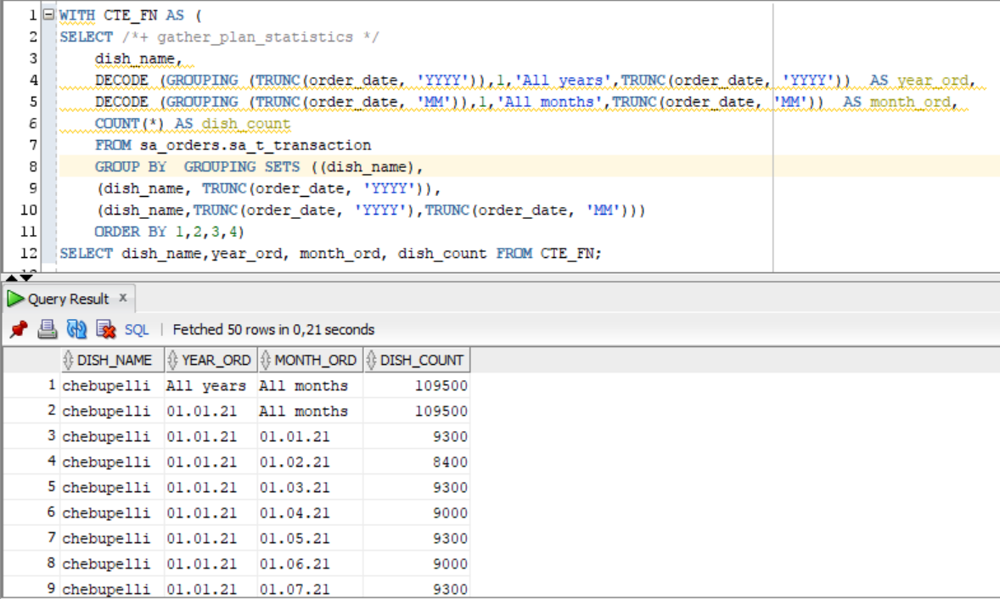 1 WITH CTE_FN AS (
2 SELECT /*+ gather_plan_statistics */
3 dish_name,
4 DECODE (GROUPING (TRUNC(order_date, 'YYYY')),1,'All years',TRUNC(order_date, 'YYYY')) AS year_ord,
5 DECODE (GROUPING (TRUNC(order_date, 'MM')),1,'All months',TRUNC(order_date, 'MM')) AS month_ord,
6 COUNT(*) AS dish_count
7 FROM sa_orders.sa_t_transaction
8 GROUP BY GROUPING SETS ((dish_name),
9 (dish_name, TRUNC(order_date, 'YYYY')),
10 (dish_name,TRUNC(order_date, 'YYYY'),TRUNC(order_date, 'MM')))
11 ORDER BY 1,2,3,4)
12 SELECT dish_name,year_ord, month_ord, dish_count FROM CTE_FN;
Query Result x
SQL | Fetched 50 rows in 0,21 seconds
DISH_NAME YEAR_ORD MONTH_ORD DISH_COUNT
1 chebupelli All years All months 109500
2 chebupelli 01.01.21 All months 109500
3 chebupelli 01.01.21 01.01.21 9300
4 chebupelli 01.01.21 01.02.21 8400
5 chebupelli 01.01.21 01.03.21 9300
6 chebupelli 01.01.21 01.04.21 9000
7 chebupelli 01.01.21 01.05.21 9300
8 chebupelli 01.01.21 01.06.21 9000
9 chebupelli 01.01.21 01.07.21 9300